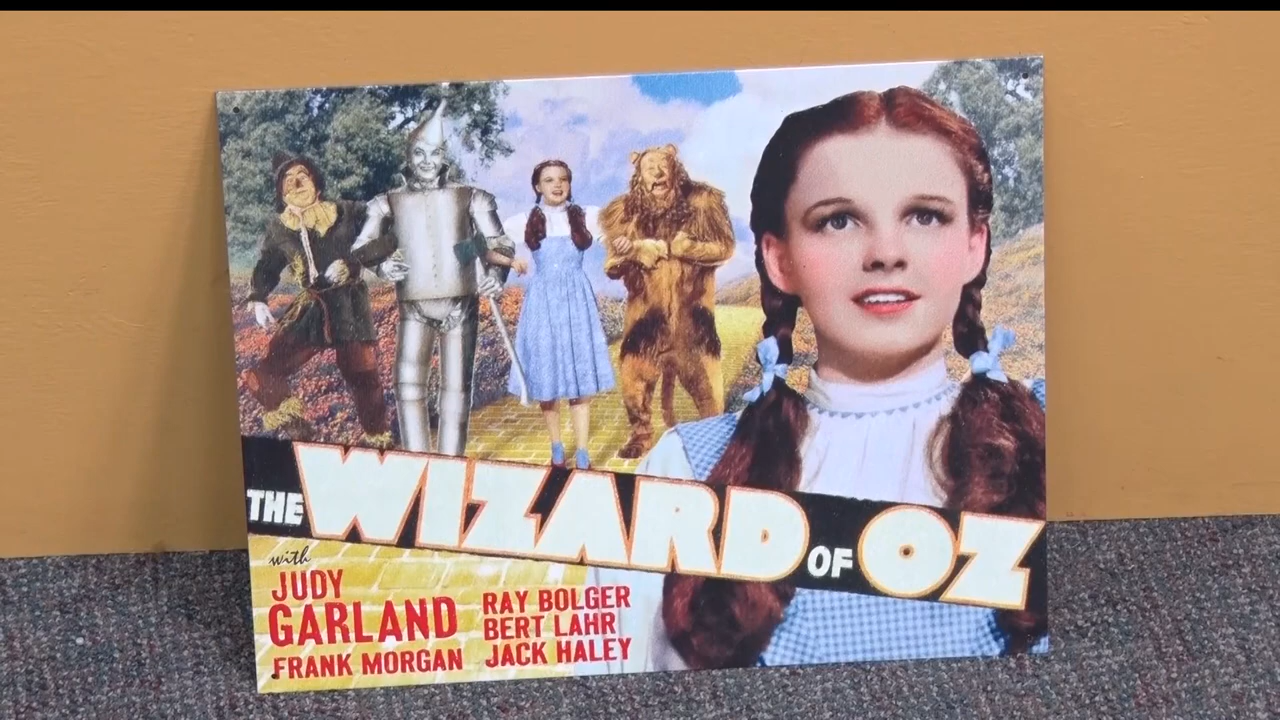 THE WIZARD OF OZ
with
JUDY
GARLAND
FRANK MORGAN
RAY BOLGER
BERT LAHR
JACK HALEY